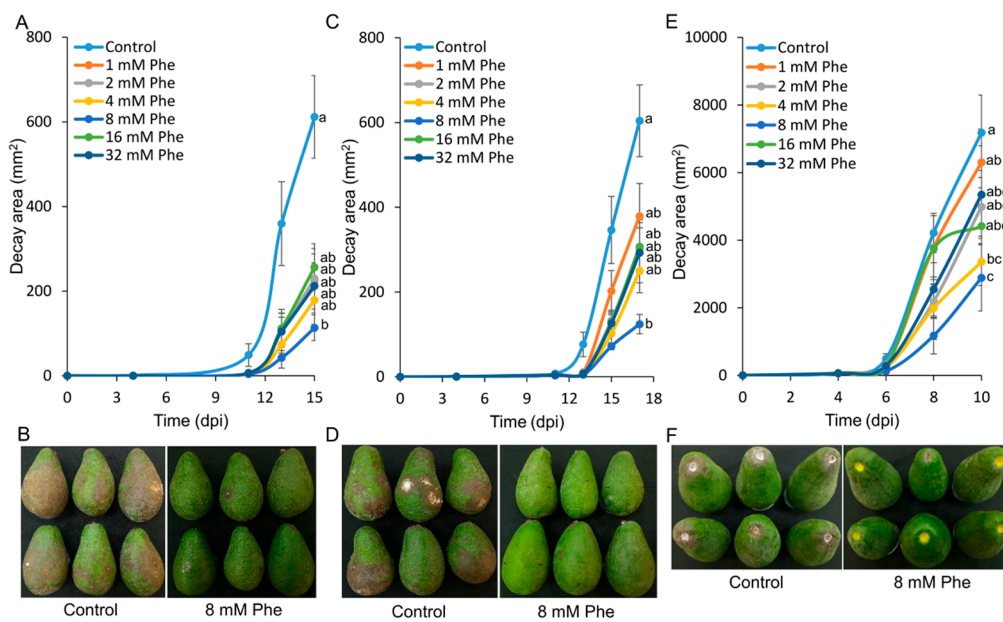 A
800
600
400
200
0
Decay area (mm²)
Control
1 mM Phe
2 mM Phe
4 mM Phe
8 mM Phe
16 mM Phe
32 mM Phe
a
ab
ab
ab
ab
b
0 3 6 9 12 15
Time (dpi)
C
800
600
400
200
0
Decay area (mm²)
Control
1 mM Phe
2 mM Phe
4 mM Phe
8 mM Phe
16 mM Phe
32 mM Phe
a
ab
ab
ab
ab
b
0 3 6 9 12 15 18
Time (dpi)
E
10000
8000
6000
4000
2000
0
Decay area (mm²)
Control
1 mM Phe
2 mM Phe
4 mM Phe
8 mM Phe
16 mM Phe
32 mM Phe
a
ab
abc
abc
abc
bc
c
0 2 4 6 8 10
Time (dpi)
B
Control 8 mM Phe
D
Control 8 mM Phe
F
Control 8 mM Phe